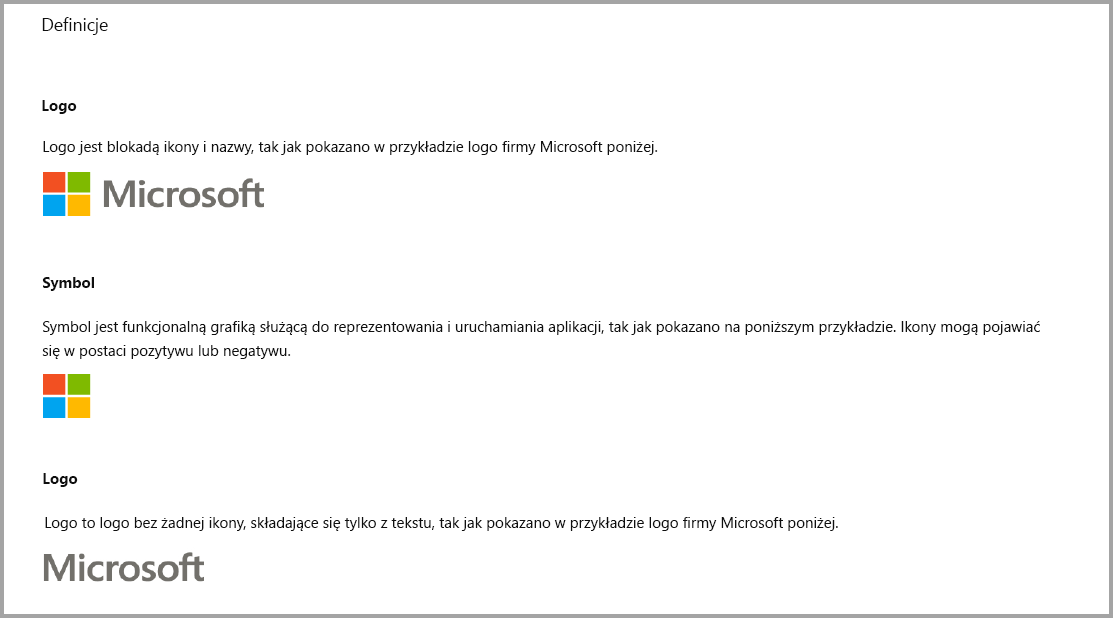 Definicje
Logo
Logo jest blokadą ikony i nazwy, tak jak pokazano w przykładzie logo firmy Microsoft poniżej.
Microsoft
Symbol
Symbol jest funkcjonalną grafiką służącą do reprezentowania i uruchamiania aplikacji, tak jak pokazano na poniższym przykładzie. Ikony mogą pojawiać
się w postaci pozytywu lub negatywu.
Logo
Logo to logo bez żadnej ikony, składające się tylko z tekstu, tak jak pokazano w przykładzie logo firmy Microsoft poniżej.
Microsoft